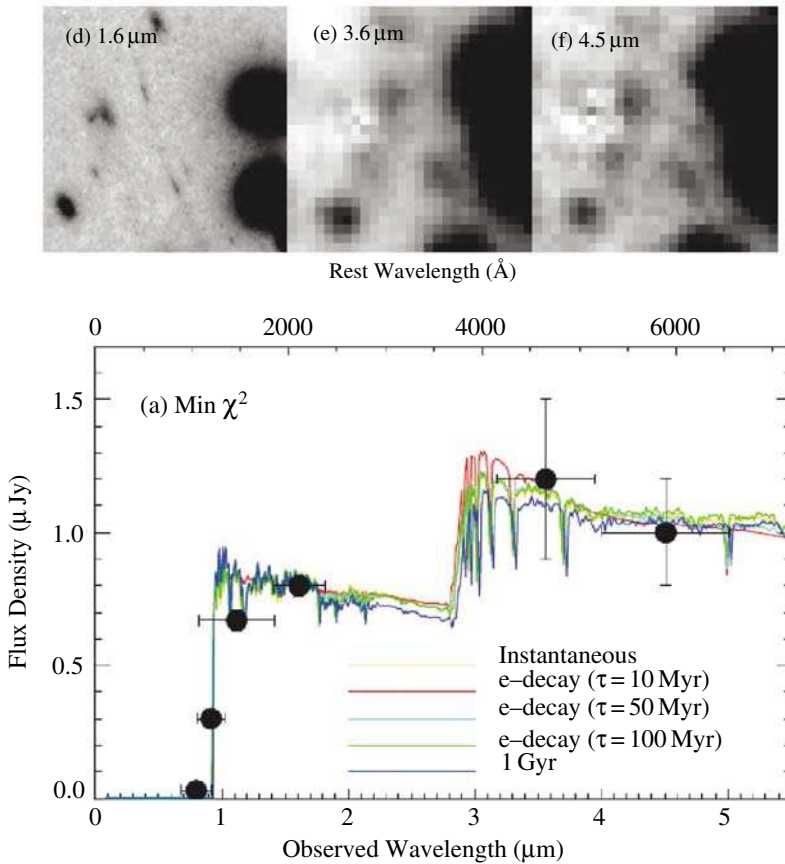 (d) 1.6 μm (e) 3.6 μm (f) 4.5 μm
Rest Wavelength (Å)
0 2000 4000 6000
(a) Min χ²
1.5
1.0
0.5
0.0
Flux Density (μ Jy)
Instantaneous
e–decay (τ = 10 Myr)
e–decay (τ = 50 Myr)
e–decay (τ = 100 Myr)
1 Gyr
0 1 2 3 4 5
Observed Wavelength (μm)